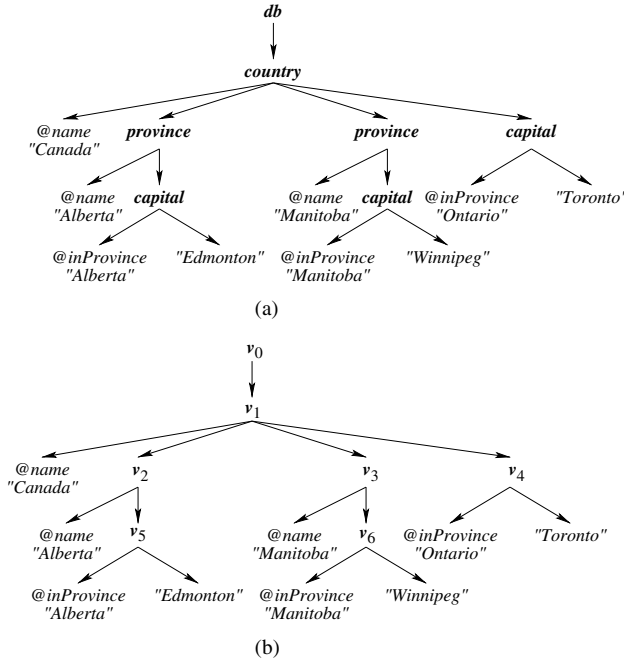 db
country
@name province province capital
"Canada"
@name capital @name capital @inProvince "Toronto"
"Alberta" "Manitoba" "Ontario"
@inProvince "Edmonton" @inProvince "Winnipeg"
"Alberta" "Manitoba"
(a)
v0
v1
@name v2 v3 v4
"Canada"
@name v5 @name v6 @inProvince "Toronto"
"Alberta" "Manitoba" "Ontario"
@inProvince "Edmonton" @inProvince "Winnipeg"
"Alberta" "Manitoba"
(b)